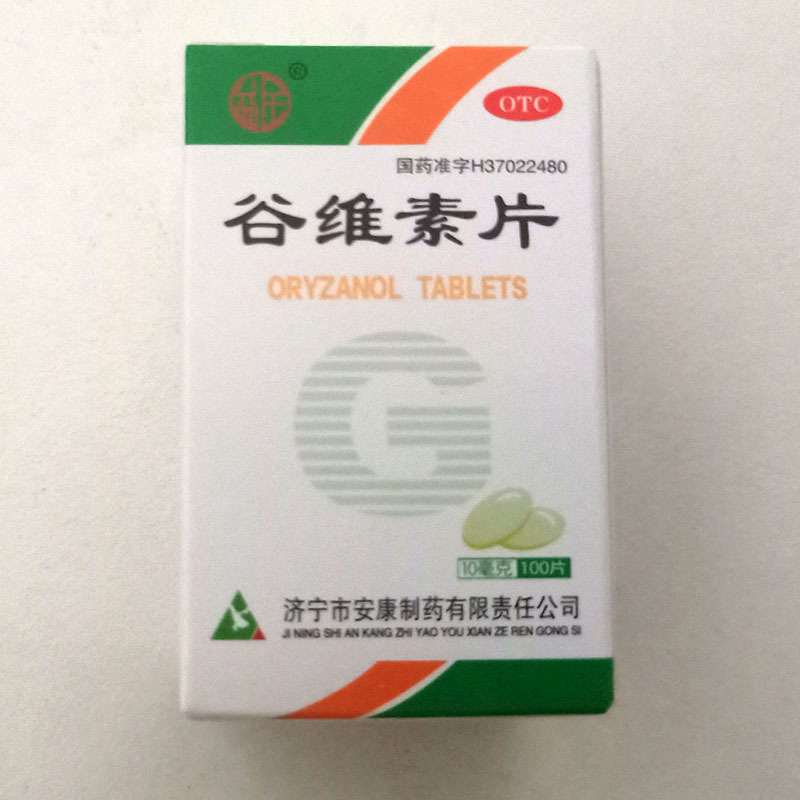 ®
OTC
国药准字H37022480
谷维素片
ORYZANOL TABLETS
G
10毫克 100片
济宁市安康制药有限责任公司
JI NING SHI AN KANG ZHI YAO YOU XIAN ZE REN GONG SI